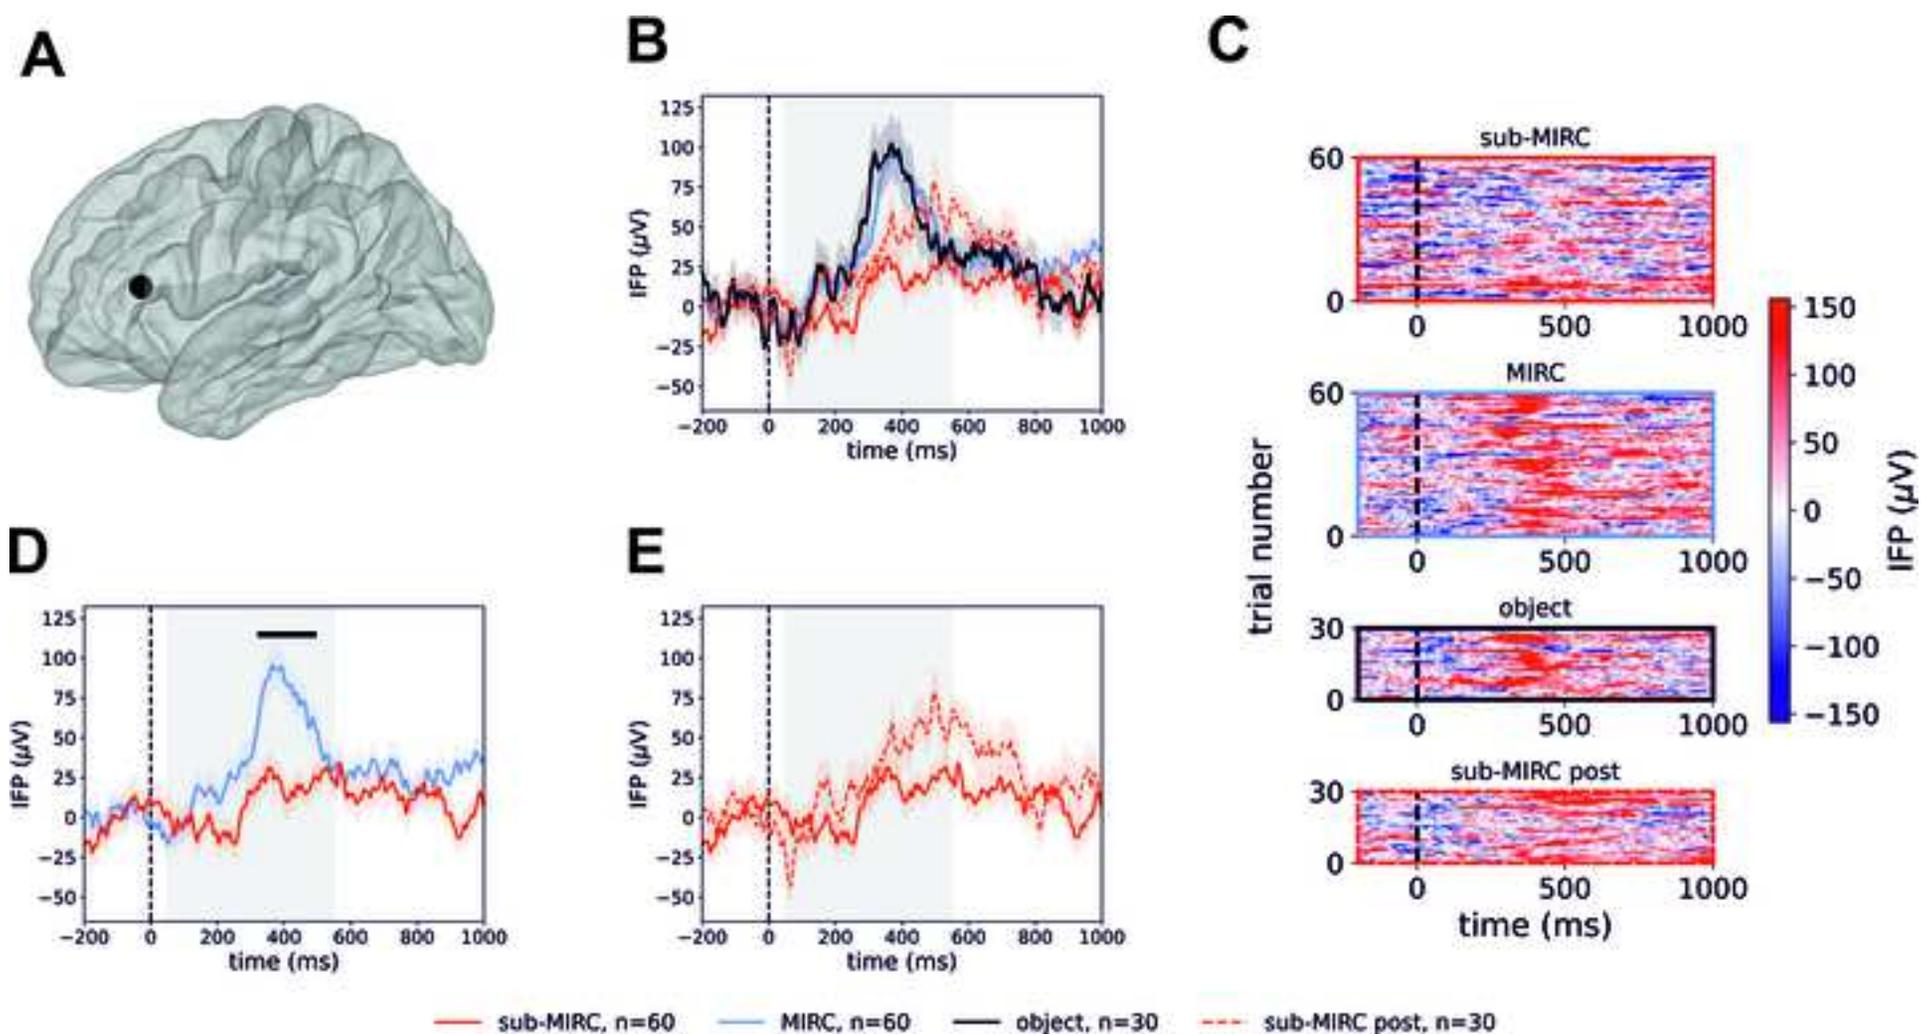 A
B
C
125
100
75
50
25
0
−25
−50
IFP (μV)
−200 0 200 400 600 800 1000
time (ms)
sub-MIRC
60
0
0 500 1000
MIRC
60
0
0 500 1000
object
30
0
0 500 1000
sub-MIRC post
30
0
0 500 1000
time (ms)
trial number
150
100
50
0
−50
−100
−150
IFP (μV)
D
E
125
100
75
50
25
0
−25
−50
IFP (μV)
−200 0 200 400 600 800 1000
time (ms)
125
100
75
50
25
0
−25
−50
IFP (μV)
−200 0 200 400 600 800 1000
time (ms)
sub-MIRC, n=60 MIRC, n=60 object, n=30 sub-MIRC post, n=30